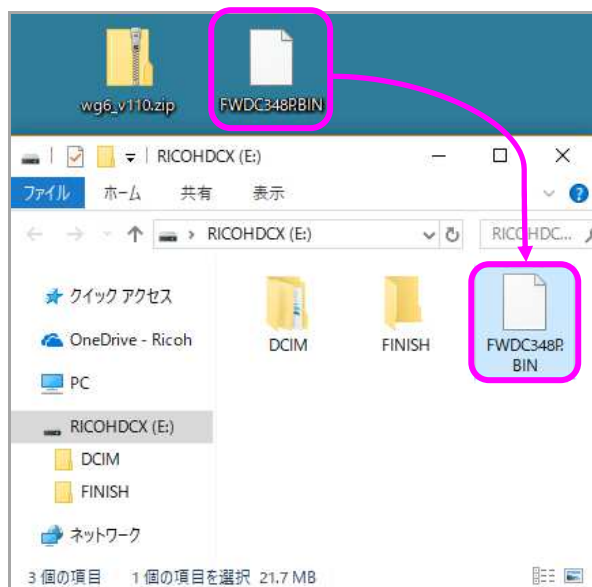 wg6_v110.zip FWDC348P.BIN
RICOHDCX (E:)
ファイル ホーム 共有 表示
RICOHDCX (E:) RICOHDC...
クイック アクセス
OneDrive - Ricoh
PC
RICOHDCX (E:)
DCIM
FINISH
ネットワーク
DCIM FINISH FWDC348P.
BIN
3 個の項目 1 個の項目を選択 21.7 MB